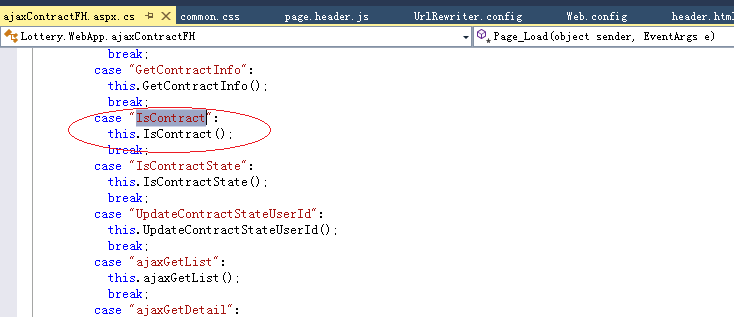 ajaxContractFH.aspx.cs common.css page.header.js UrlRewriter.config Web.config header.html
Lottery.WebApp.ajaxContractFH Page_Load(object sender, EventArgs e)
break;
case "GetContractInfo":
this.GetContractInfo();
break;
case "IsContract":
this.IsContract();
break;
case "IsContractState":
this.IsContractState();
break;
case "UpdateContractStateUserId":
this.UpdateContractStateUserId();
break;
case "ajaxGetList":
this.ajaxGetList();
break;
case "ajaxGetDetail":